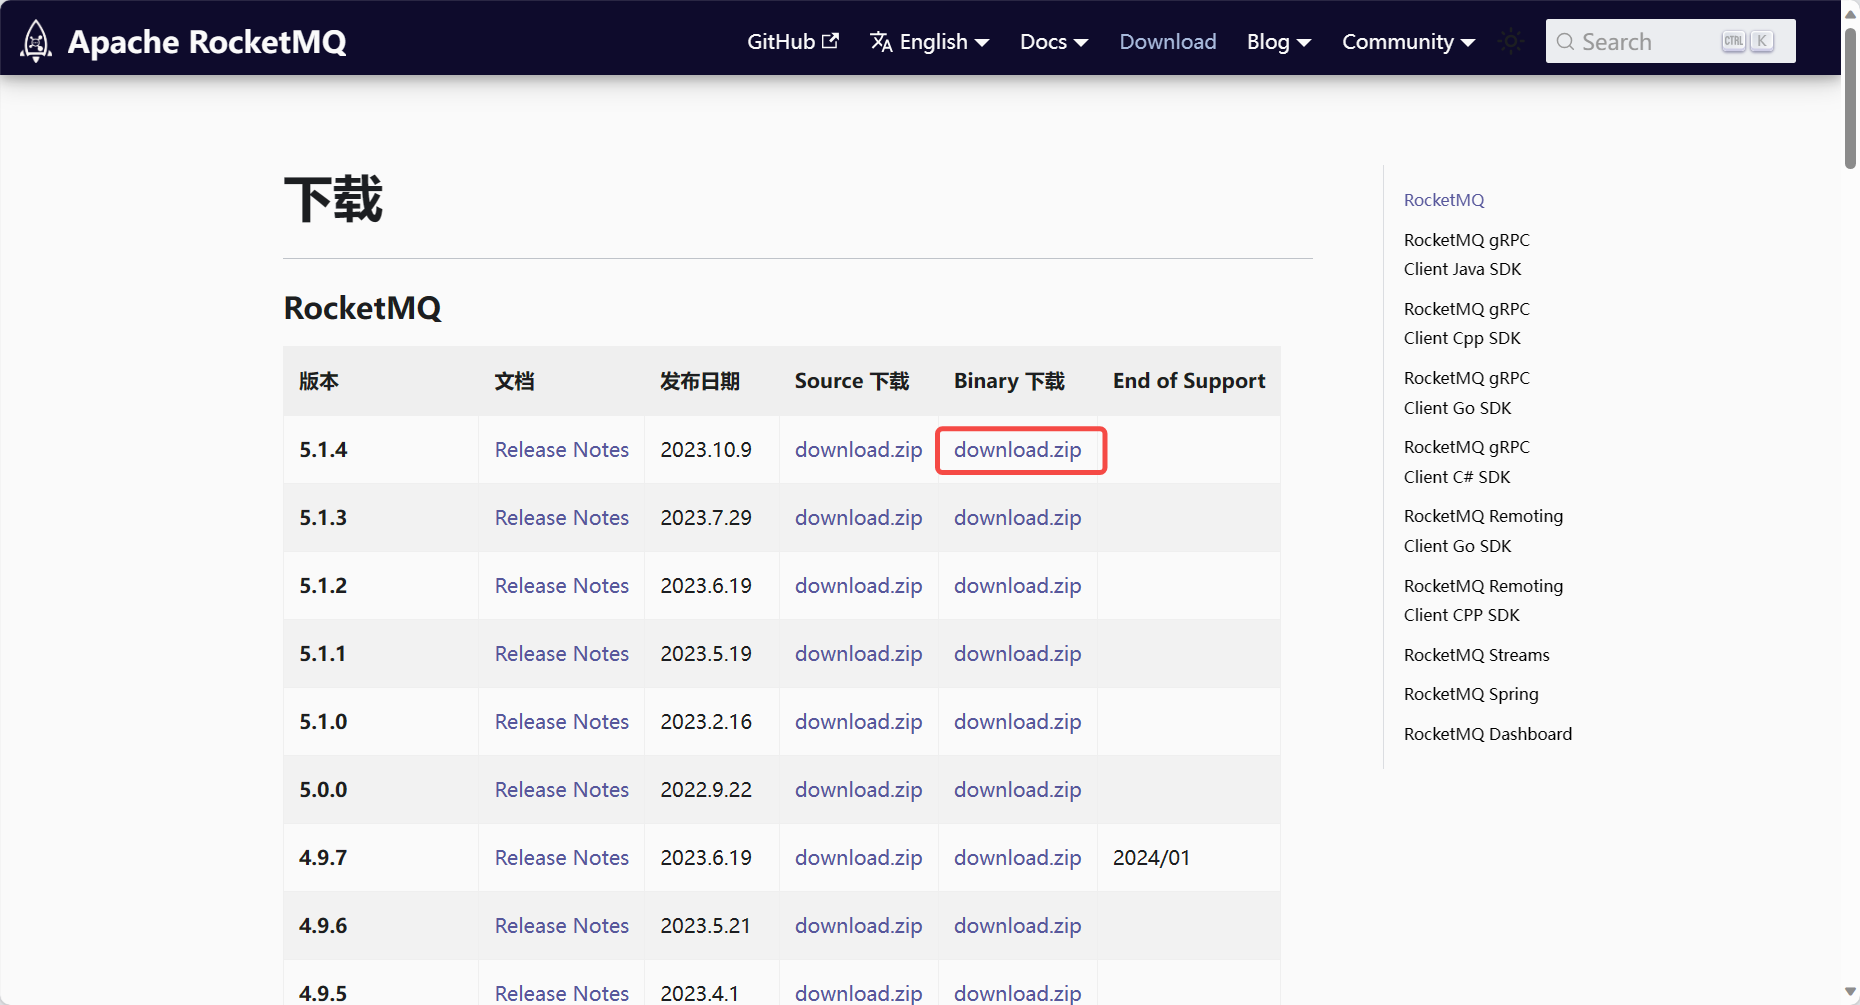 Apache RocketMQ
GitHub English Docs Download Blog Community Search CTRL K
下载
RocketMQ
版本 文档 发布日期 Source 下载 Binary 下载 End of Support
5.1.4 Release Notes 2023.10.9 download.zip download.zip
5.1.3 Release Notes 2023.7.29 download.zip download.zip
5.1.2 Release Notes 2023.6.19 download.zip download.zip
5.1.1 Release Notes 2023.5.19 download.zip download.zip
5.1.0 Release Notes 2023.2.16 download.zip download.zip
5.0.0 Release Notes 2022.9.22 download.zip download.zip
4.9.7 Release Notes 2023.6.19 download.zip download.zip 2024/01
4.9.6 Release Notes 2023.5.21 download.zip download.zip
4.9.5 Release Notes 2023.4.1 download.zip download.zip
RocketMQ
RocketMQ gRPC
Client Java SDK
RocketMQ gRPC
Client Cpp SDK
RocketMQ gRPC
Client Go SDK
RocketMQ gRPC
Client C# SDK
RocketMQ Remoting
Client Go SDK
RocketMQ Remoting
Client CPP SDK
RocketMQ Streams
RocketMQ Spring
RocketMQ Dashboard